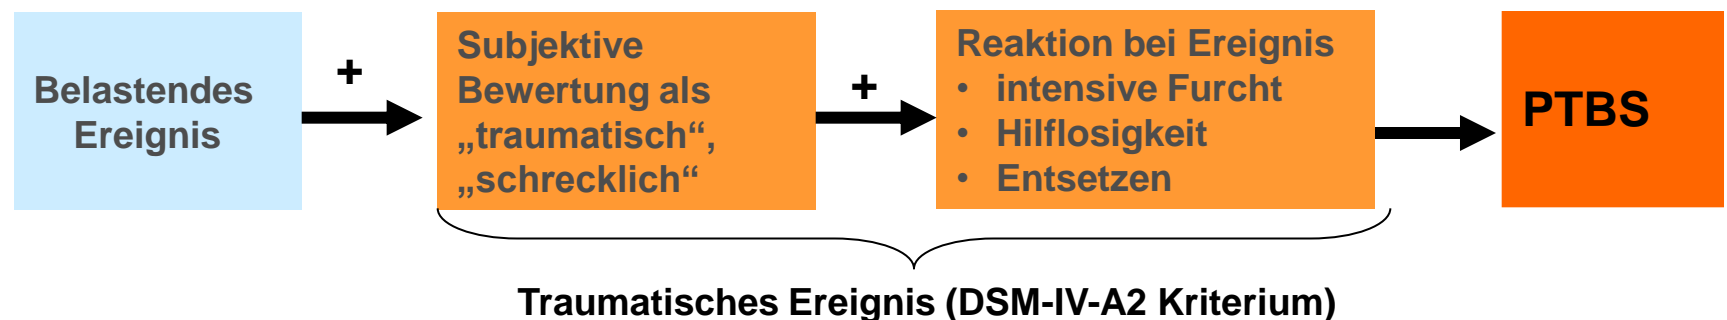 Belastendes
Ereignis
+
Subjektive
Bewertung als
„traumatisch“,
„schrecklich“
+
Reaktion bei Ereignis
• intensive Furcht
• Hilflosigkeit
• Entsetzen
PTBS
Traumatisches Ereignis (DSM-IV-A2 Kriterium)